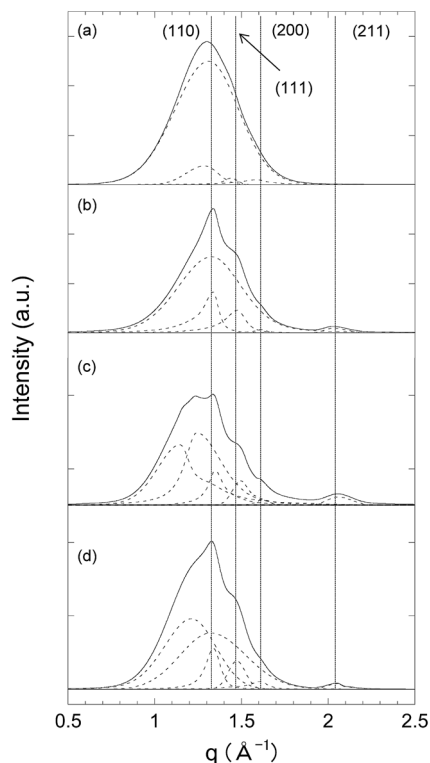 (a) (110) (200) (211)
(111)
(b)
(c)
(d)
Intensity (a.u.)
0.5 1 1.5 2 2.5
q (Å⁻¹)